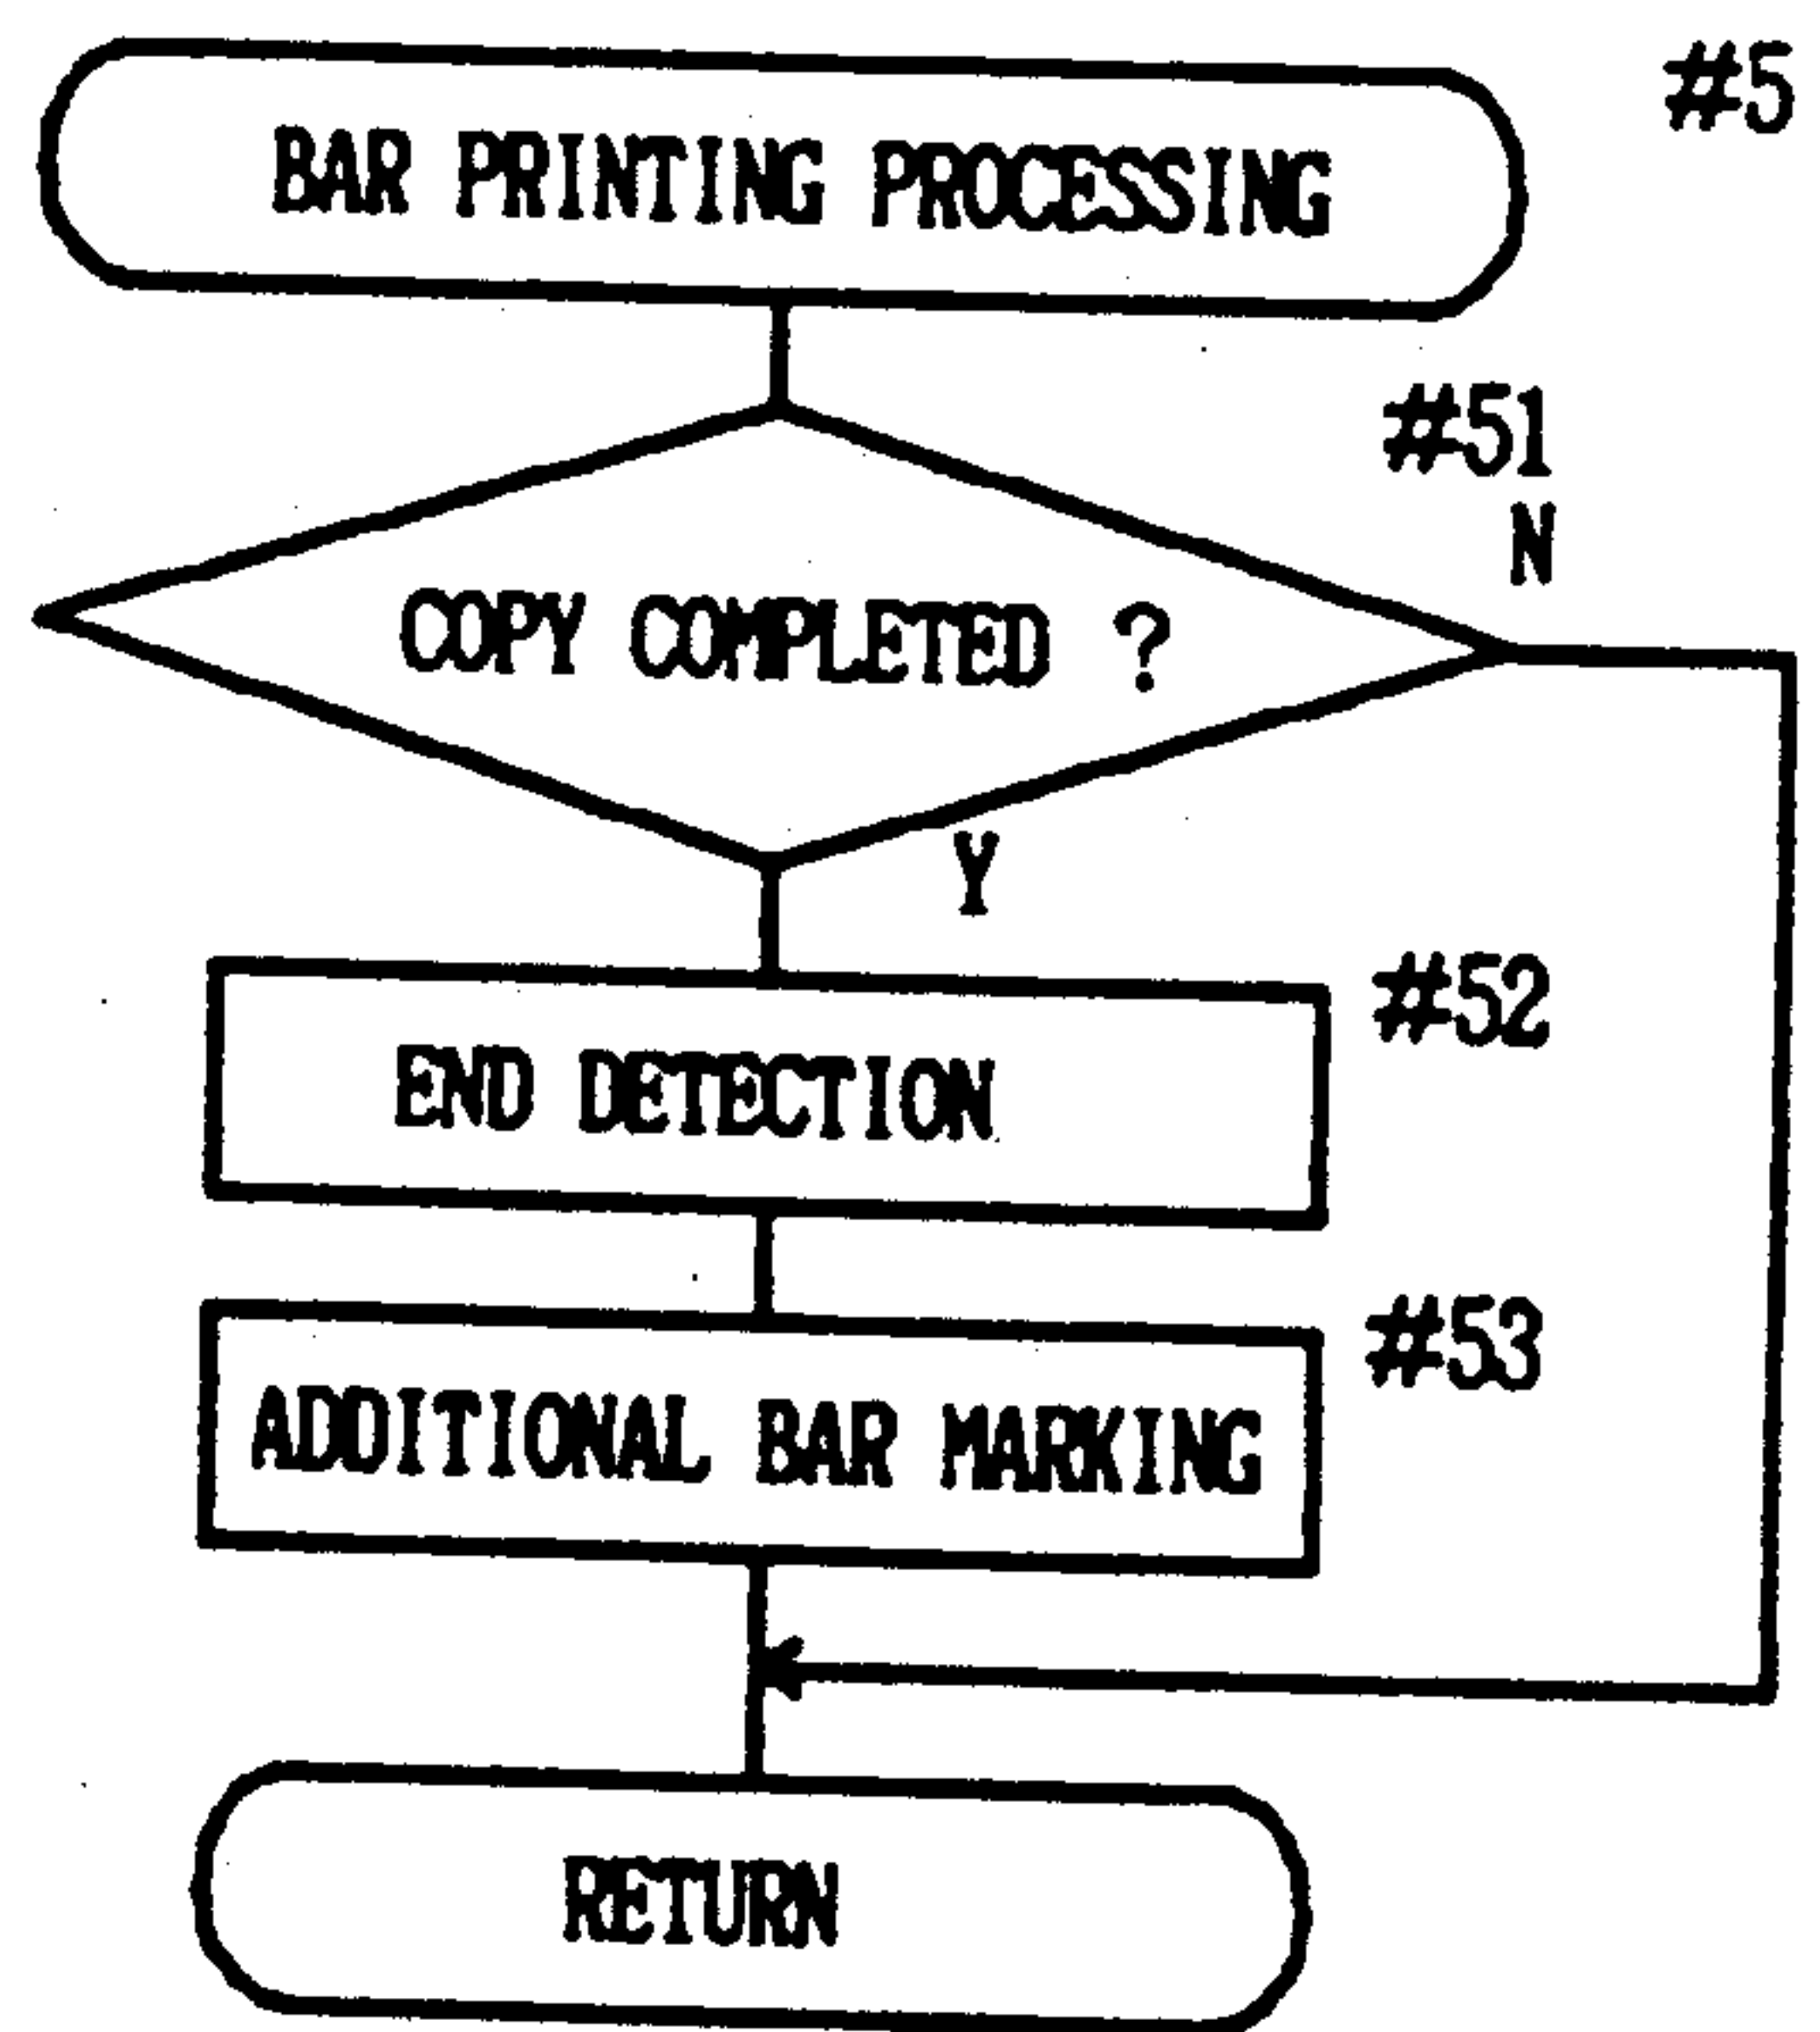 #5
BAR PRINTING PROCESSING
#51
N
COPY COMPLETED ?
Y
#52
END DETECTION
#53
ADDITIONAL BAR MARKING
RETURN